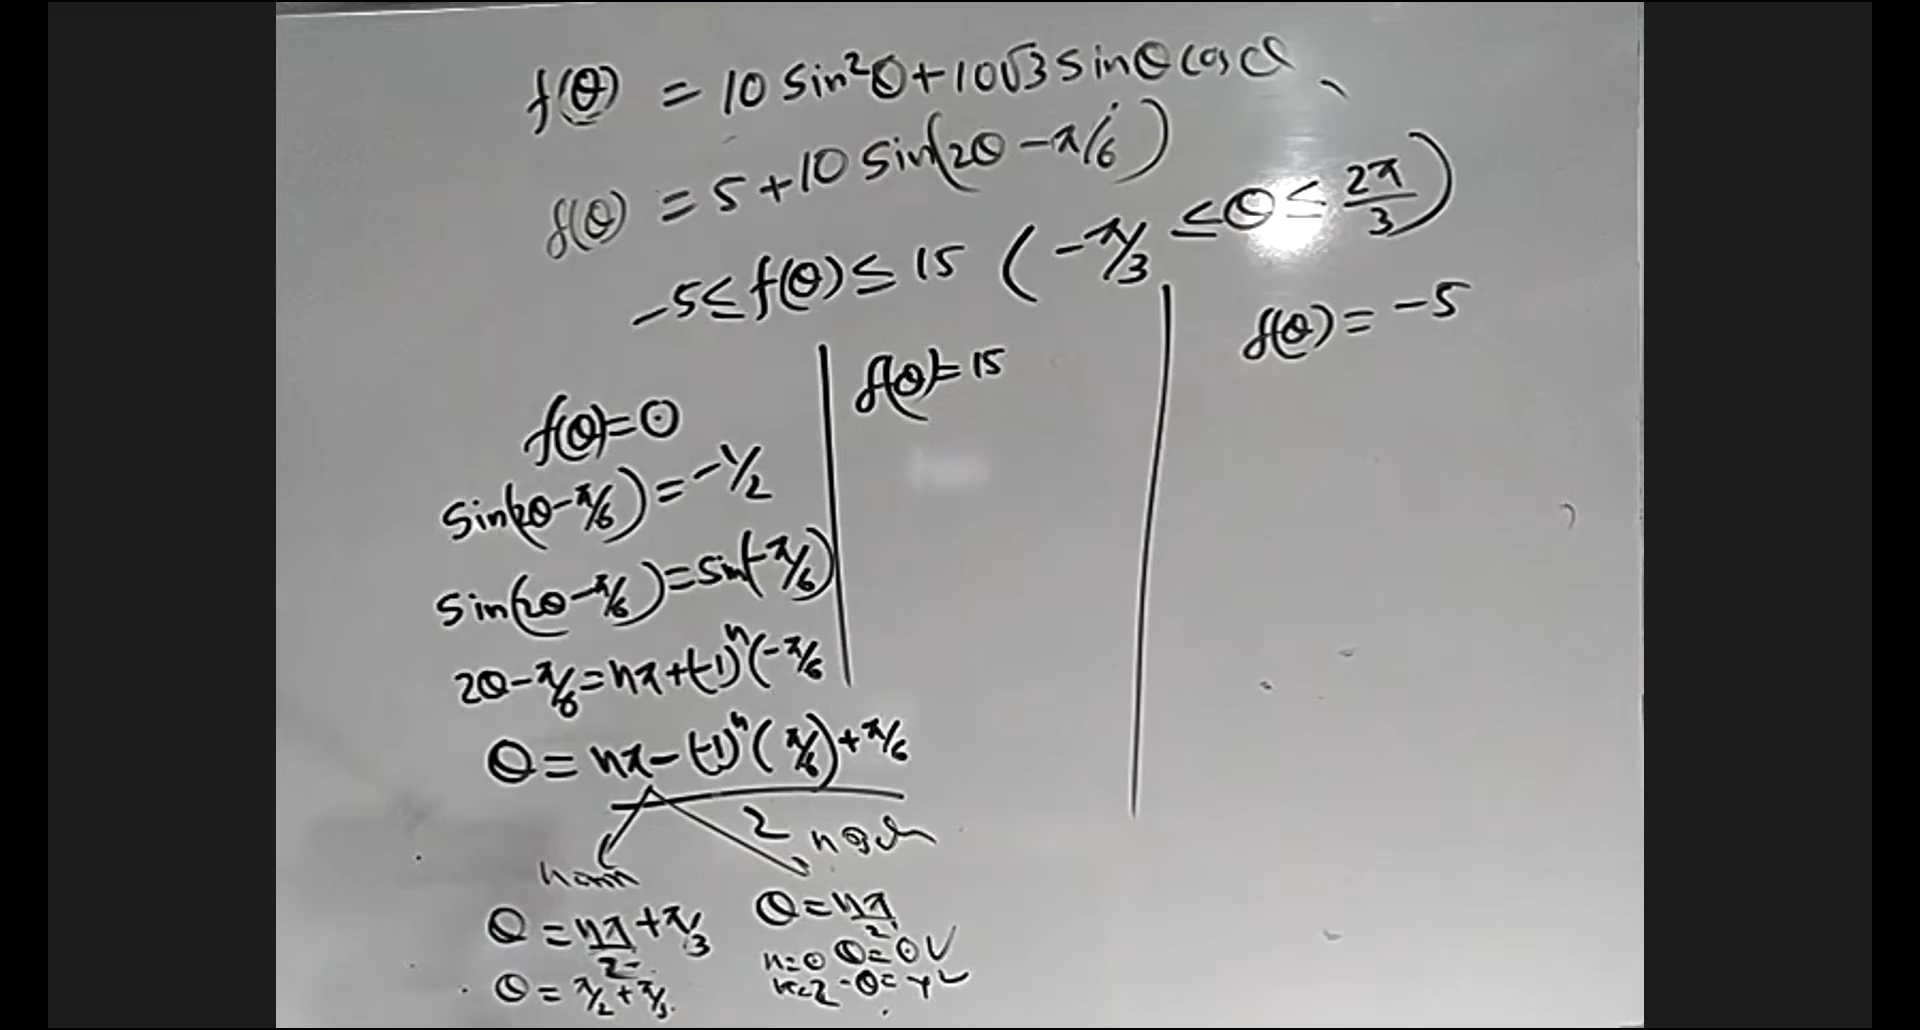 f(θ) = 10 sin²θ + 10√3 sinθ cosθ
f(θ) = 5 + 10 sin(2θ − π/6)
−5 ≤ f(θ) ≤ 15 ( −π/3 ≤ θ ≤ 2π/3 )
f(θ) = 0
sin(2θ − π/6) = −1/2
sin(2θ − π/6) = sin(−π/6)
2θ − π/6 = nπ + (−1)ⁿ(−π/6
θ = nπ − (−1)ⁿ(π/6) + π/6
2
θ = nπ/2 + π/3
θ = π/2 + π/3
θ = nπ/2
n=0 θ=0 ✓
f(θ) = 15
f(θ) = −5